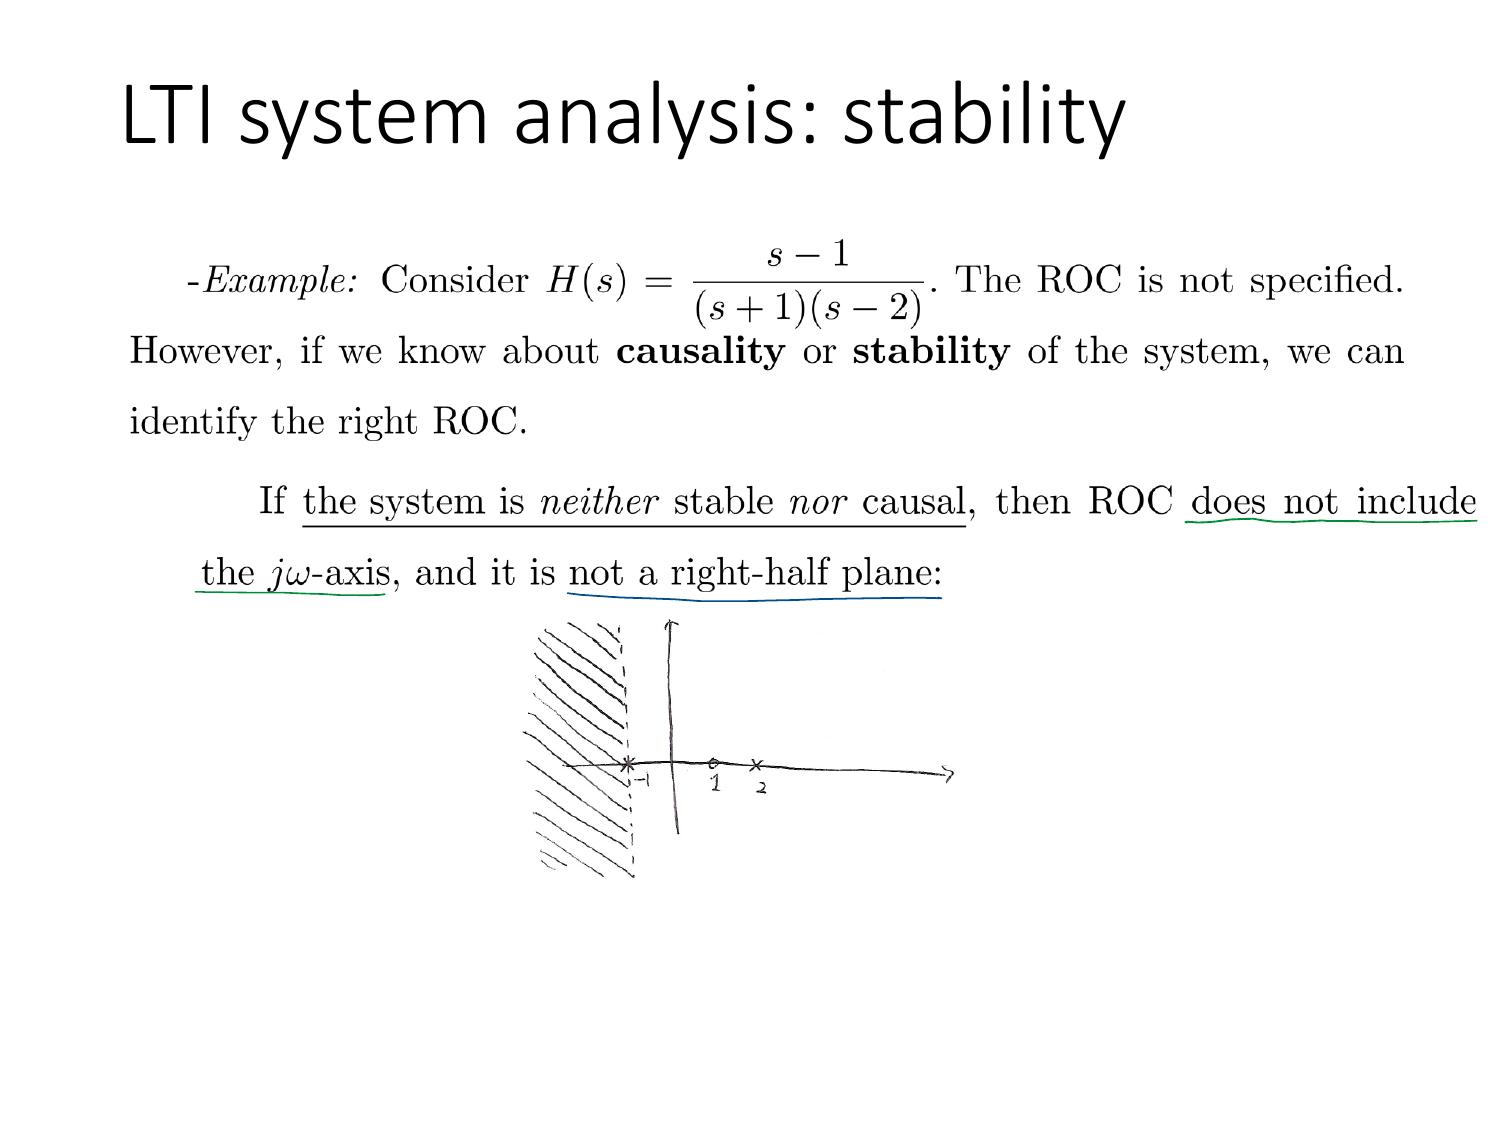 LTI system analysis: stability
-Example: Consider H(s) = \frac{s-1}{(s+1)(s-2)}. The ROC is not specified.
However, if we know about causality or stability of the system, we can
identify the right ROC.
If the system is neither stable nor causal, then ROC does not include
the jω-axis, and it is not a right-half plane:
-1 1 2